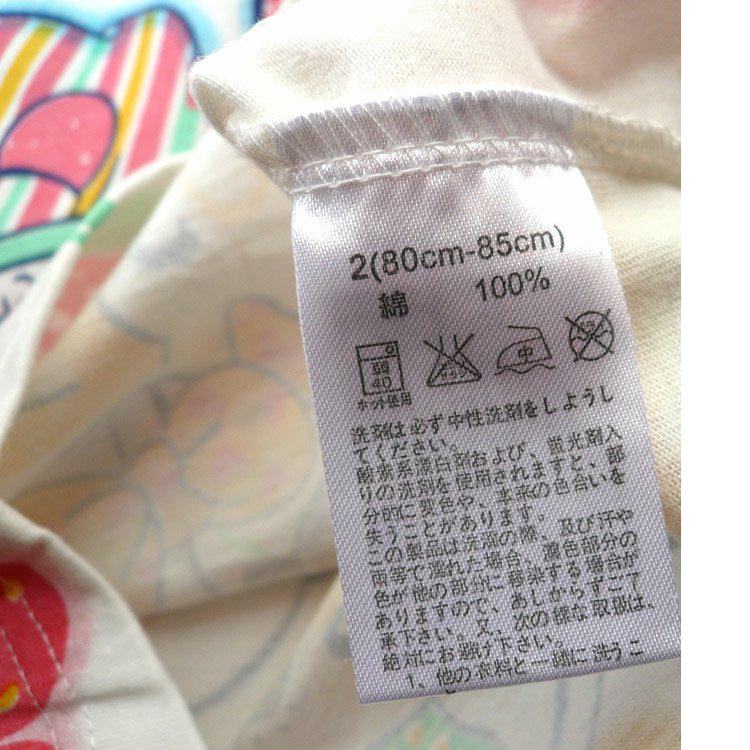 2(80cm-85cm)
綿 100%
弱
40
ネット使用
中
洗剤は必ず中性洗剤をしようし
てください。
酸素系漂白剤および、蛍光剤入
りの洗剤を使用されますと、部
分的に変色や、本来の色合いを
失うことがあります。
この製品は洗濯の際、及び汗や
雨等で濡れた場合、濃色部分の
色が他の部分に移染する場合が
ありますので、あしからずごて
承下さい。又、次の様な取扱は、
絶対にお避け下さい。
1、他の衣料と一緒に洗うこ
と